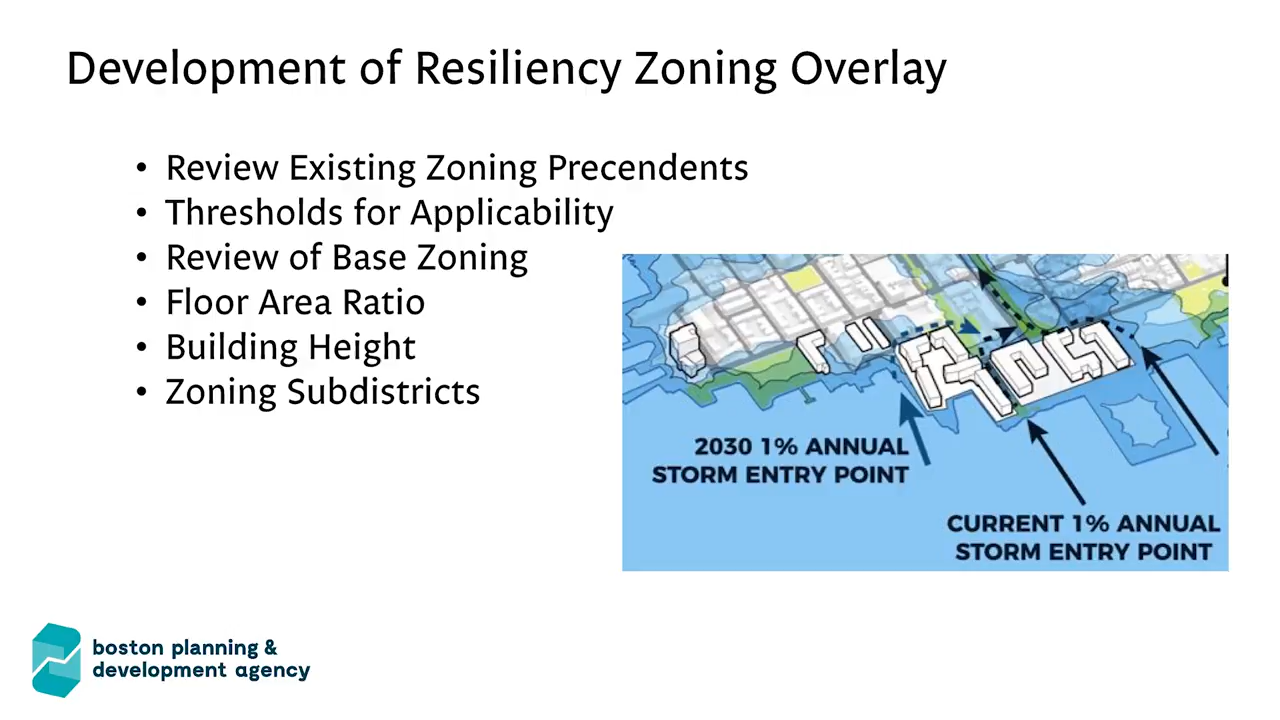 Development of Resiliency Zoning Overlay
• Review Existing Zoning Precendents
• Thresholds for Applicability
• Review of Base Zoning
• Floor Area Ratio
• Building Height
• Zoning Subdistricts
2030 1% ANNUAL
STORM ENTRY POINT
CURRENT 1% ANNUAL
STORM ENTRY POINT
boston planning &
development agency